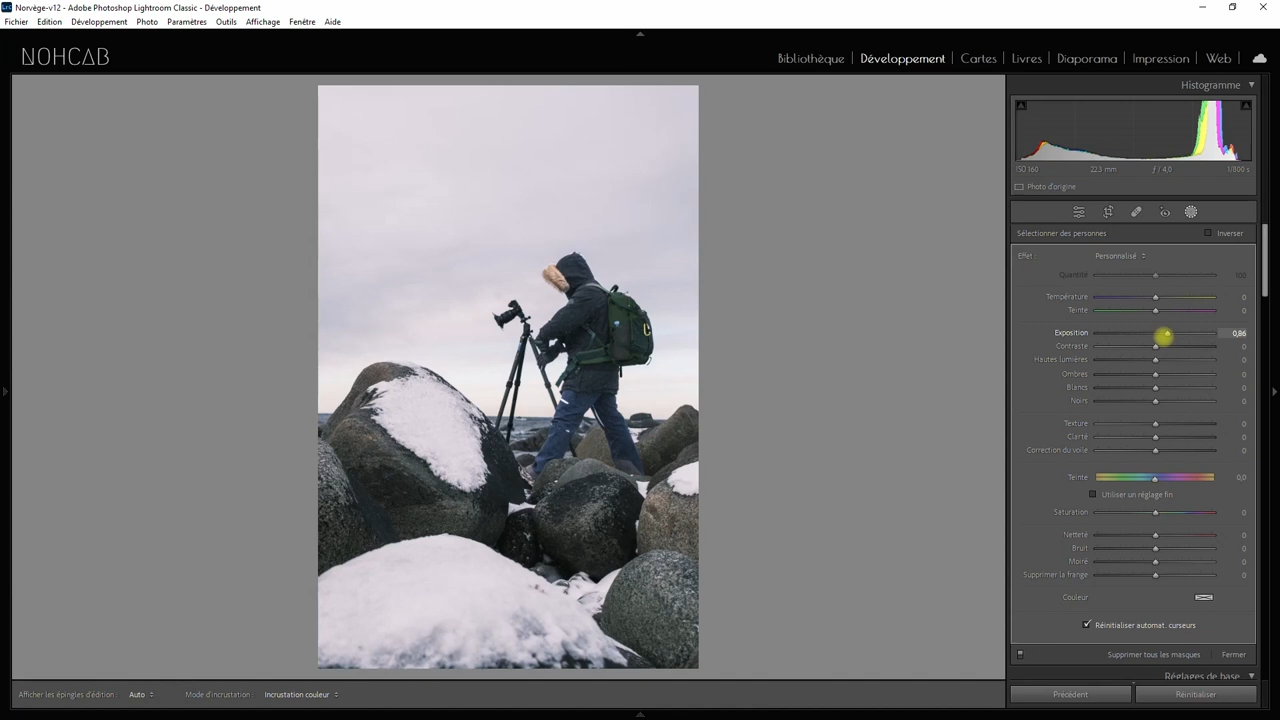 Norvège-v12 - Adobe Photoshop Lightroom Classic - Développement
Fichier Edition Développement Photo Paramètres Outils Affichage Fenêtre Aide
NOHCAB
Bibliothèque | Développement | Cartes | Livres | Diaporama | Impression | Web |
Histogramme
ISO 160 22.3 mm ƒ / 4,0 1/800 s
Photo d'origine
Sélectionner des personnes Inverser
Effet : Personnalisé
Quantité 100
Température 0
Teinte 0
Exposition 0,86
Contraste 0
Hautes lumières 0
Ombres 0
Blancs 0
Noirs 0
Texture 0
Clarté 0
Correction du voile 0
Teinte 0,0
Utiliser un réglage fin
Saturation 0
Netteté 0
Bruit 0
Moiré 0
Supprimer la frange 0
Couleur
Réinitialiser automat. curseurs
Supprimer tous les masques Fermer
Réglages de base
Afficher les épingles d'édition : Auto Mode d'incrustation : Incrustation couleur
Précédent Réinitialiser